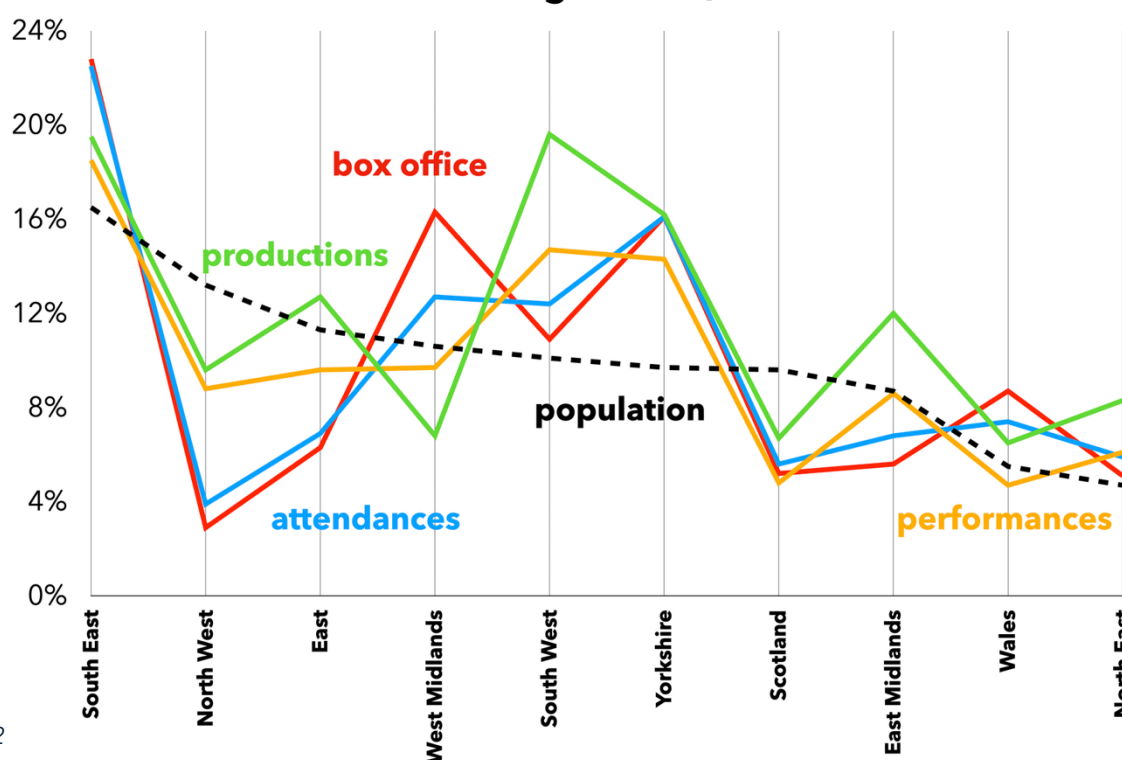 24%
20%
16%
12%
8%
4%
0%
box office
productions
population
attendances
performances
South East
North West
East
West Midlands
South West
Yorkshire
Scotland
East Midlands
Wales